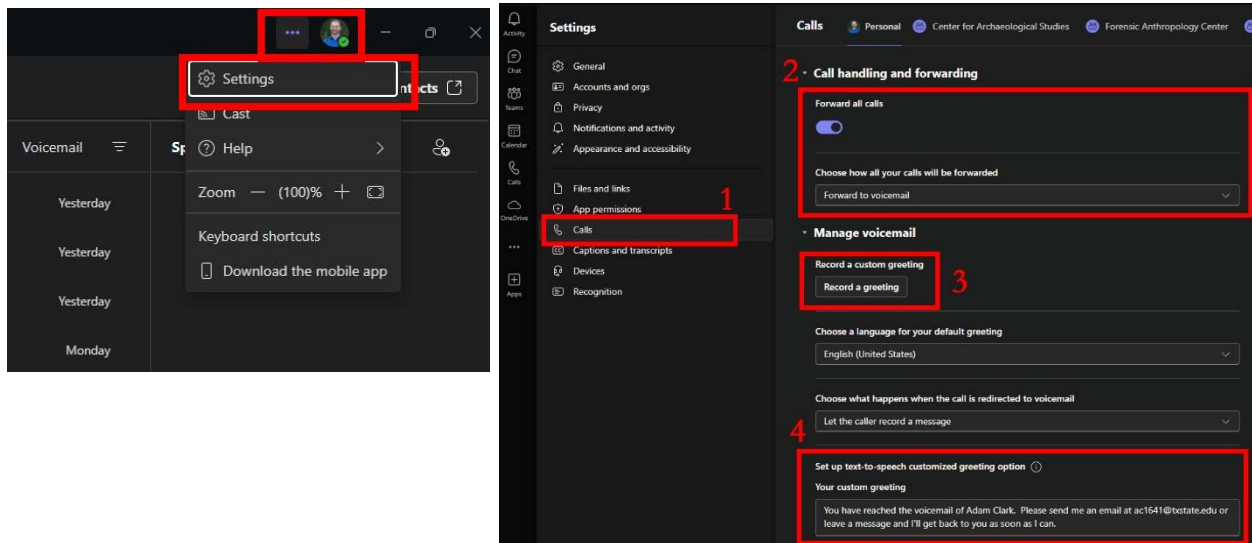 Settings
ntacts
Cast
Voicemail
Sp
Help
Yesterday
Zoom — (100)% +
Yesterday
Keyboard shortcuts
Download the mobile app
Yesterday
Monday
Activity
Chat
Teams
Calendar
Calls
OneDrive
Apps
Settings
General
Accounts and orgs
Privacy
Notifications and activity
Appearance and accessibility
Files and links
App permissions
1
Calls
Captions and transcripts
Devices
Recognition
Calls Personal Center for Archaeological Studies Forensic Anthropology Center
2 Call handling and forwarding
Forward all calls
Choose how all your calls will be forwarded
Forward to voicemail
Manage voicemail
Record a custom greeting
Record a greeting
3
Choose a language for your default greeting
English (United States)
Choose what happens when the call is redirected to voicemail
Let the caller record a message
4
Set up text-to-speech customized greeting option
Your custom greeting
You have reached the voicemail of Adam Clark. Please send me an email at ac1641@txstate.edu or
leave a message and I'll get back to you as soon as I can.